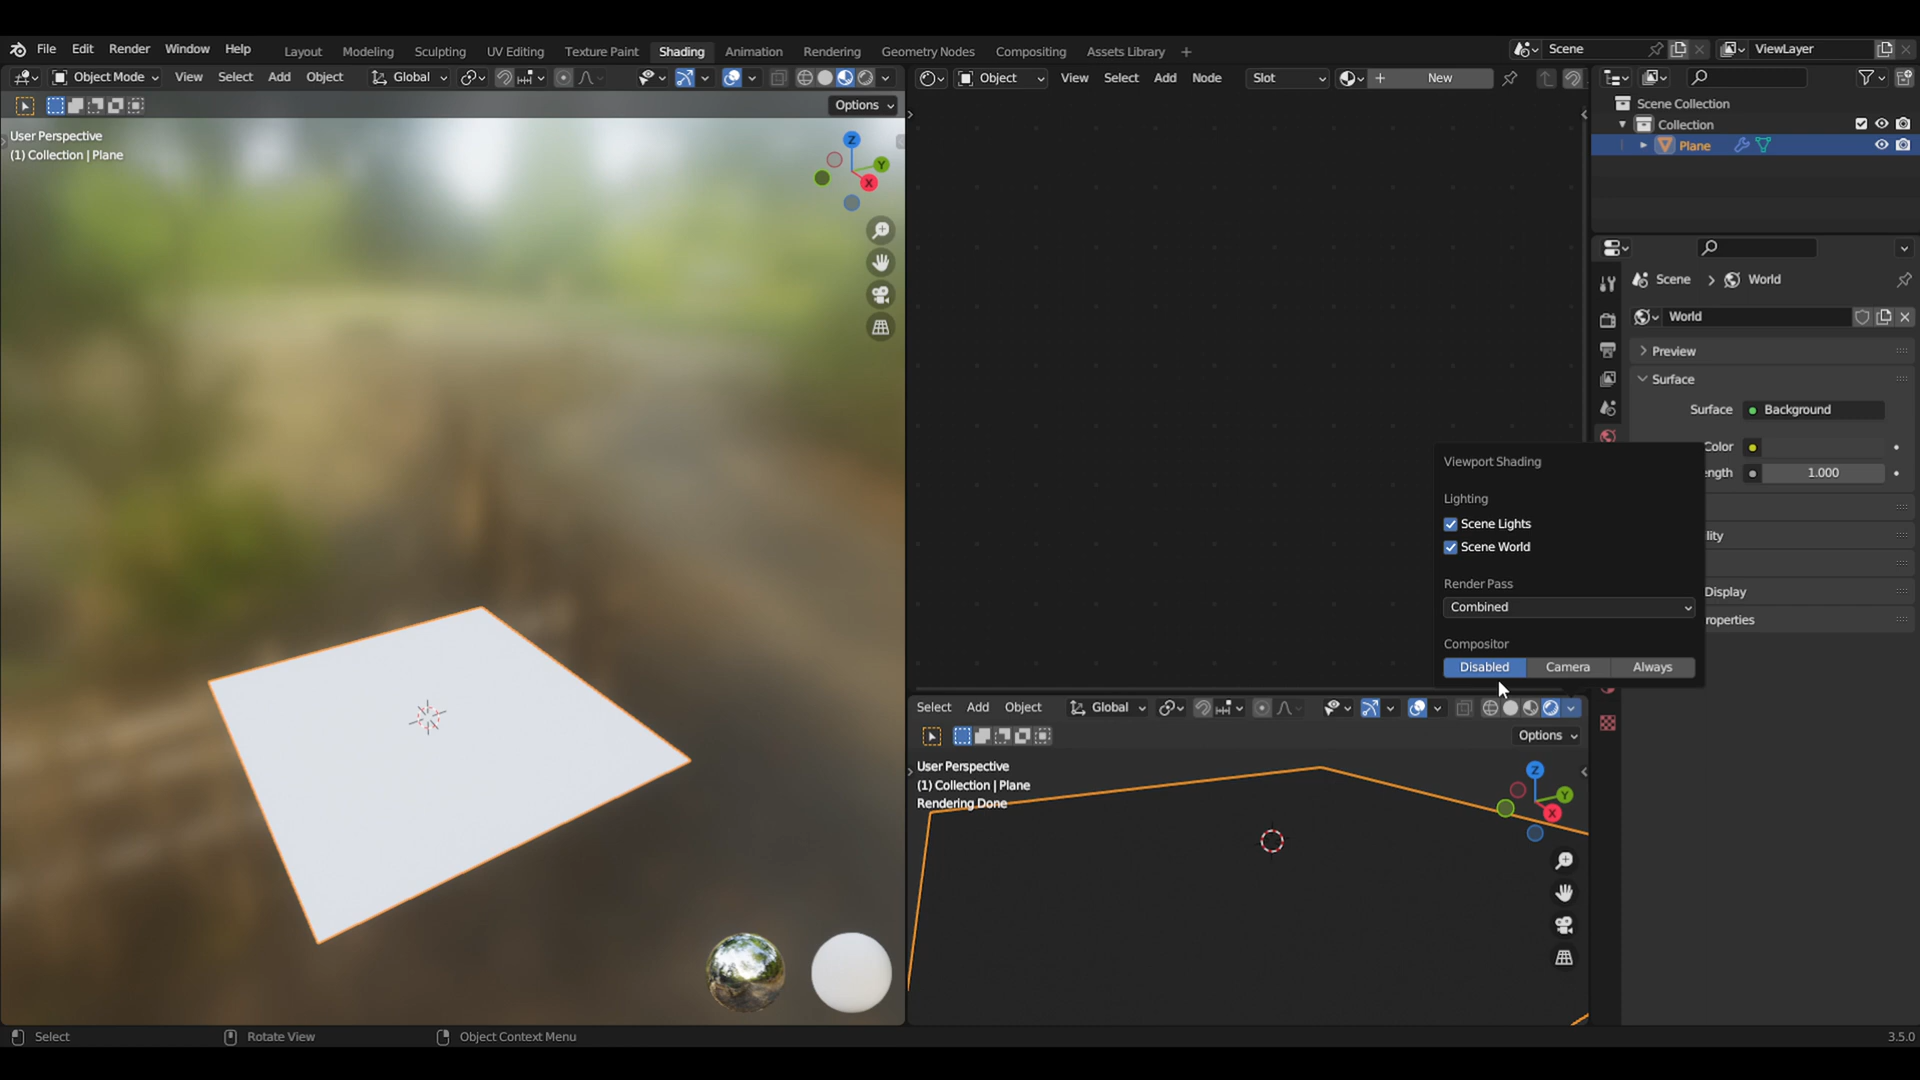 File Edit Render Window Help Layout Modeling Sculpting UV Editing Texture Paint Shading Animation Rendering Geometry Nodes Compositing Assets Library + Scene ViewLayer
Object Mode View Select Add Object Global
Object View Select Add Node Slot New
Options
User Perspective
(1) Collection | Plane
Z
Y
X
Scene Collection
Collection
Plane
Scene > World
World
Preview
Surface
Surface Background
Color
ngth 1.000
lity
Display
roperties
Viewport Shading
Lighting
Scene Lights
Scene World
Render Pass
Combined
Compositor
Disabled Camera Always
Select Add Object Global
Options
User Perspective
(1) Collection | Plane
Rendering Done
Z
Y
X
Select Rotate View Object Context Menu 3.5.0